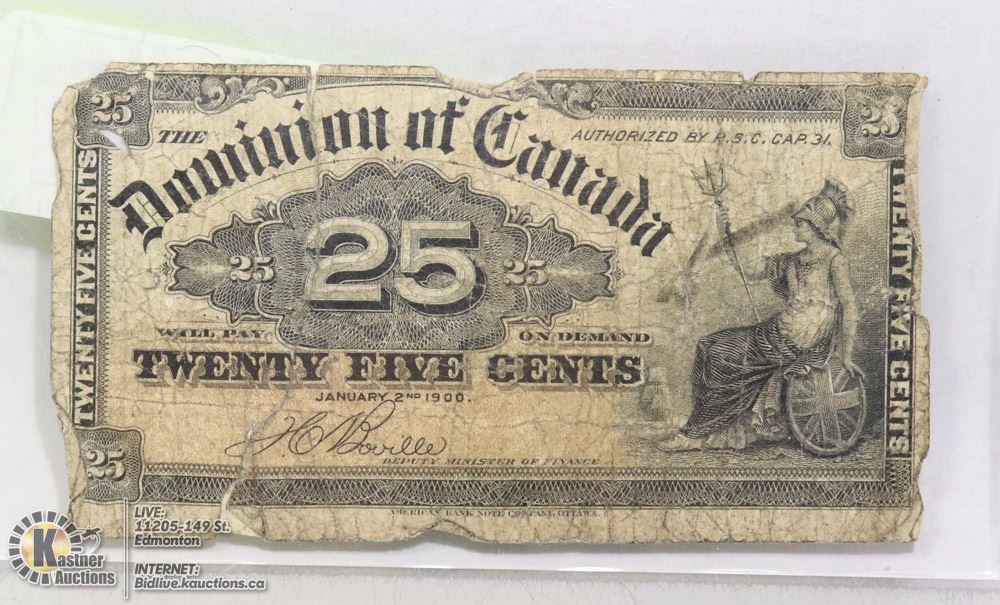 25
25
THE
Dominion of Canada
AUTHORIZED BY R.S.C. CAP. 31.
TWENTY FIVE CENTS
25
25
25
TWENTY FIVE CENTS
WILL PAY
ON DEMAND
TWENTY FIVE CENTS
JANUARY 2ND 1900.
H C Boville
DEPUTY MINISTER OF FINANCE
25
AMERICAN BANK NOTE COMPANY, OTTAWA.
Kastner
Auctions
LIVE:
11205-149 St.
Edmonton
INTERNET:
Bidlive.kauctions.ca